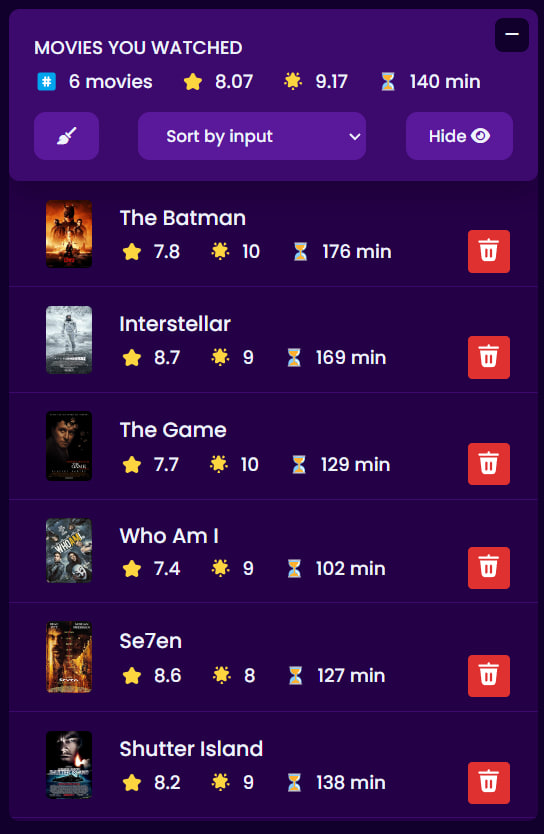 MOVIES YOU WATCHED
#️⃣ 6 movies ⭐ 8.07 🌟 9.17 ⏳ 140 min
Sort by input Hide
The Batman
⭐ 7.8 🌟 10 ⏳ 176 min
Interstellar
⭐ 8.7 🌟 9 ⏳ 169 min
The Game
⭐ 7.7 🌟 10 ⏳ 129 min
Who Am I
⭐ 7.4 🌟 9 ⏳ 102 min
Se7en
⭐ 8.6 🌟 8 ⏳ 127 min
Shutter Island
⭐ 8.2 🌟 9 ⏳ 138 min